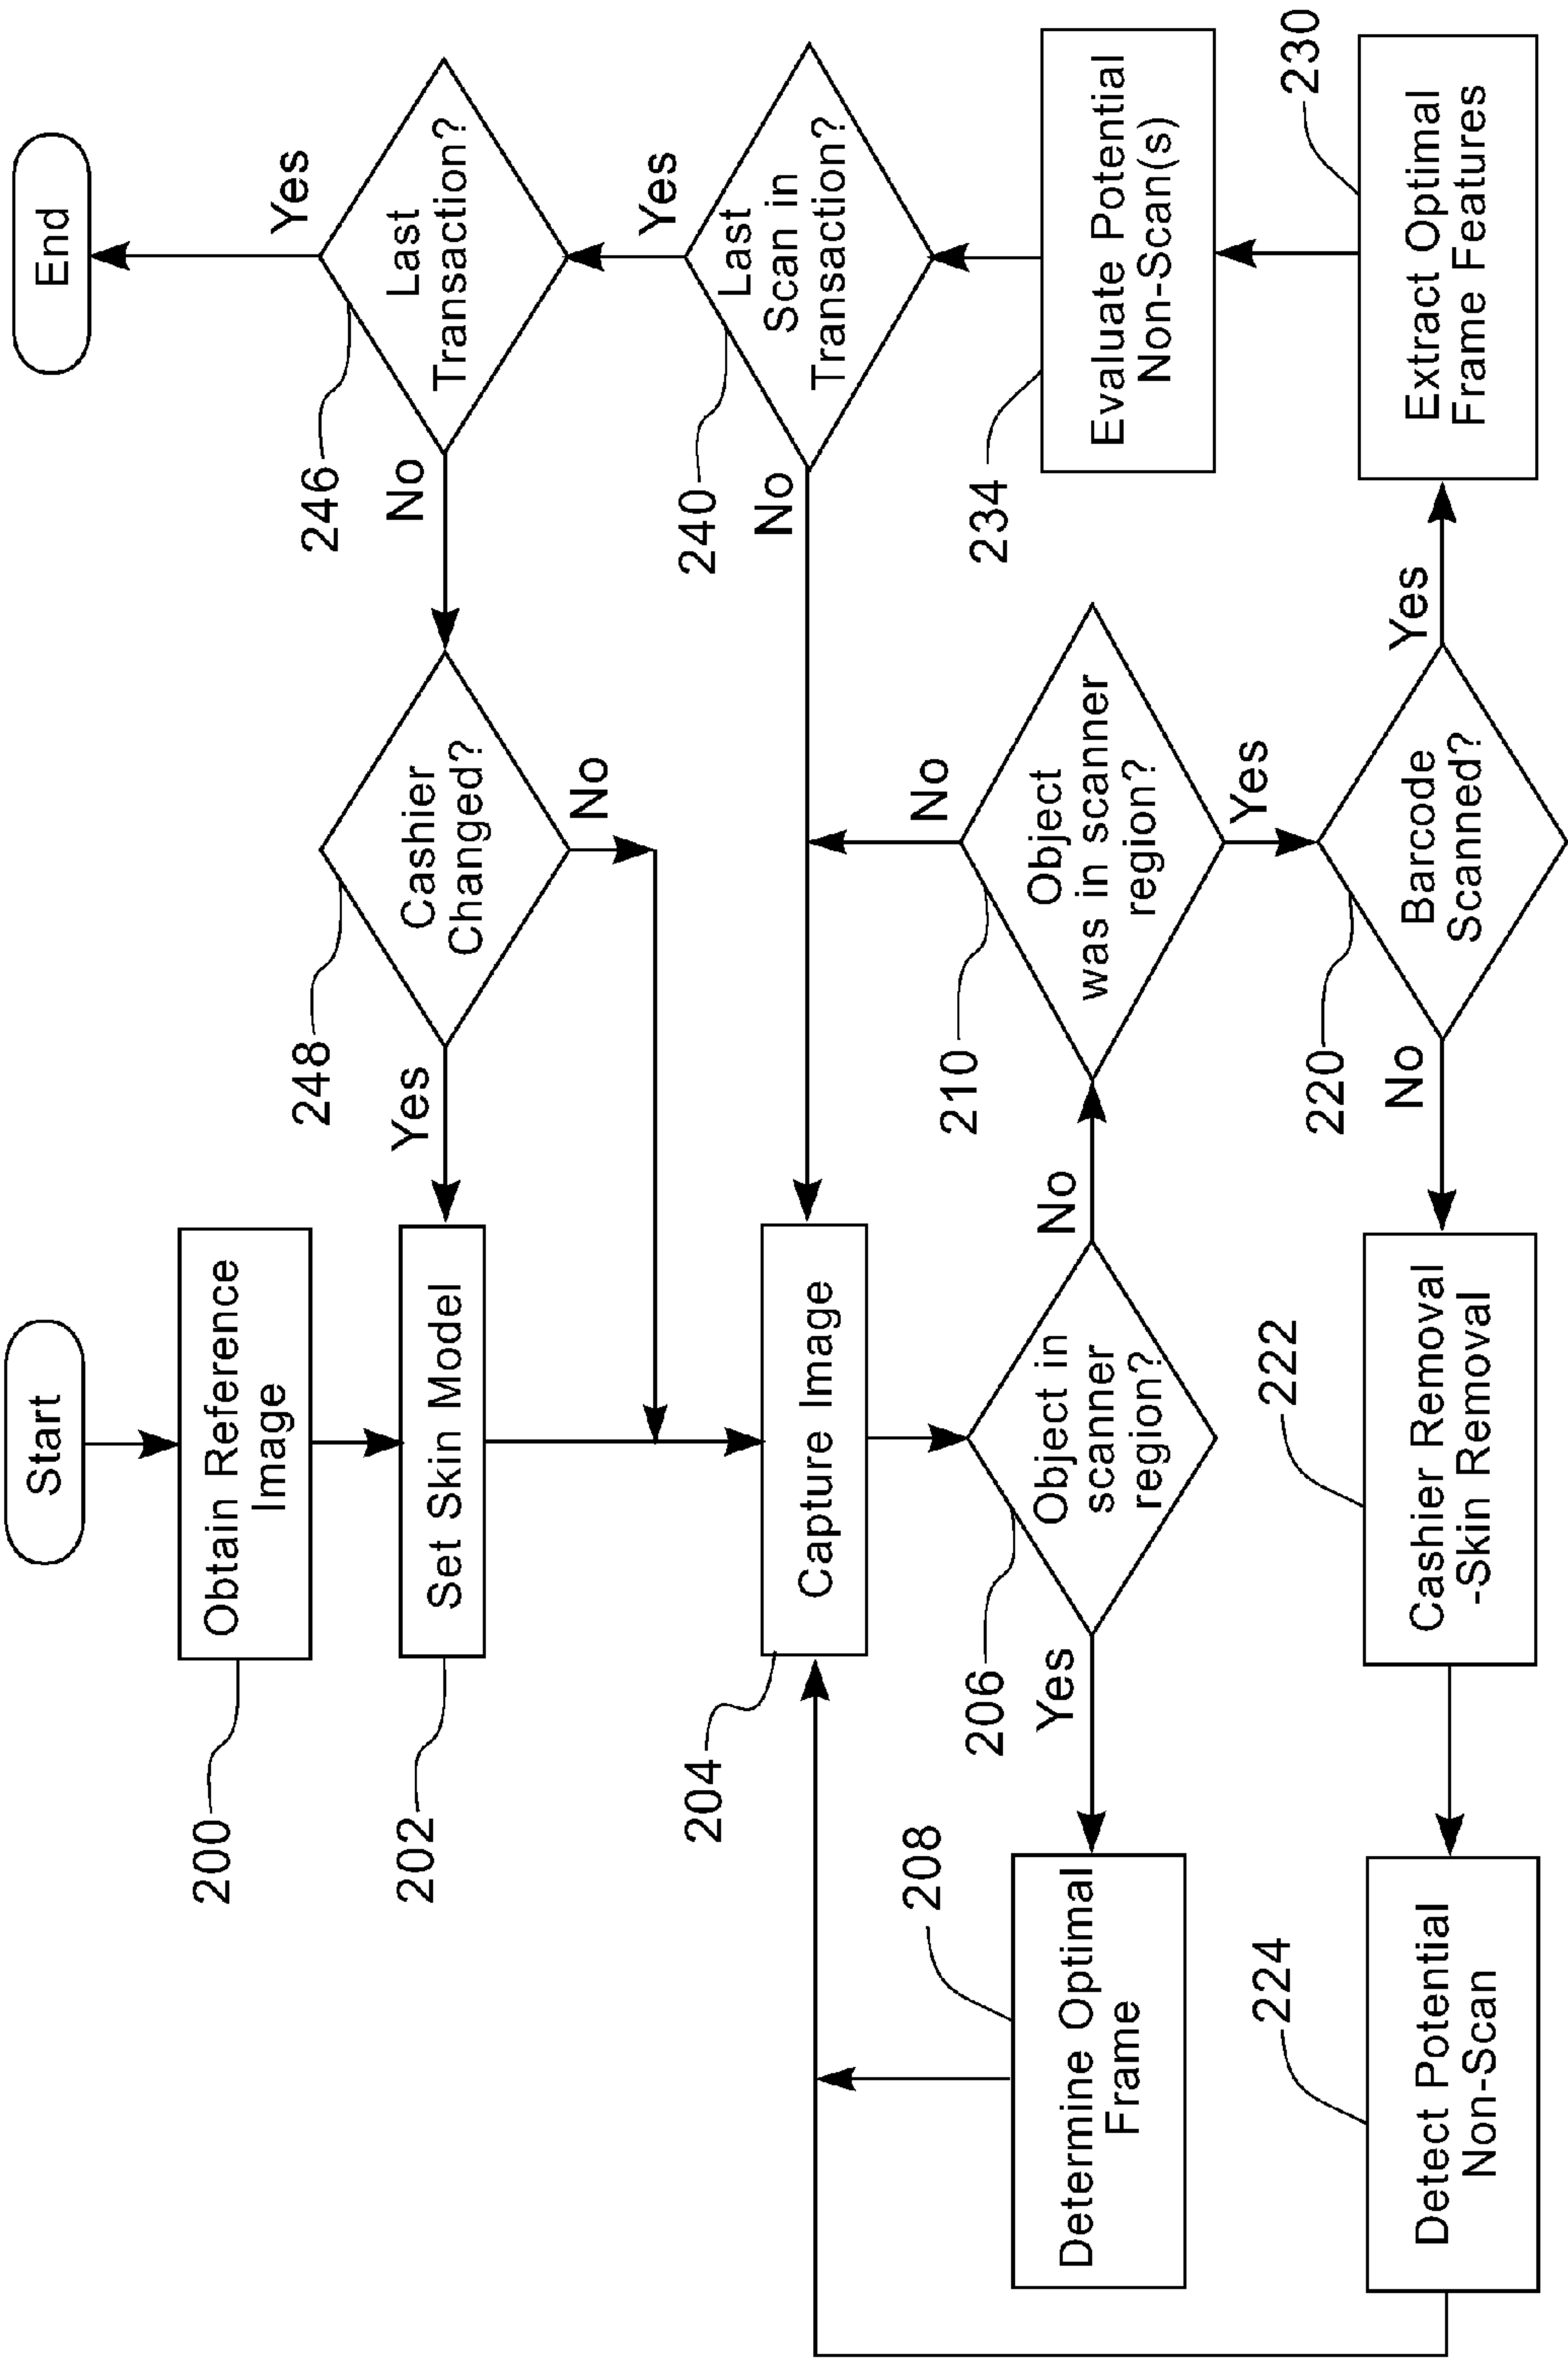 Start
End
Obtain Reference
Image
200
Set Skin Model
202
Yes
Cashier
Changed?
248
No
No
Last
Transaction?
246
Yes
Yes
Capture Image
204
No
Last
Scan in
Transaction?
240
Object in
scanner
region?
206
Yes
No
Determine Optimal
Frame
208
Object
was in scanner
region?
210
No
Yes
Evaluate Potential
Non-Scan(s)
234
Detect Potential
Non-Scan
224
Cashier Removal
-Skin Removal
222
No
Barcode
Scanned?
220
Yes
Extract Optimal
Frame Features
230